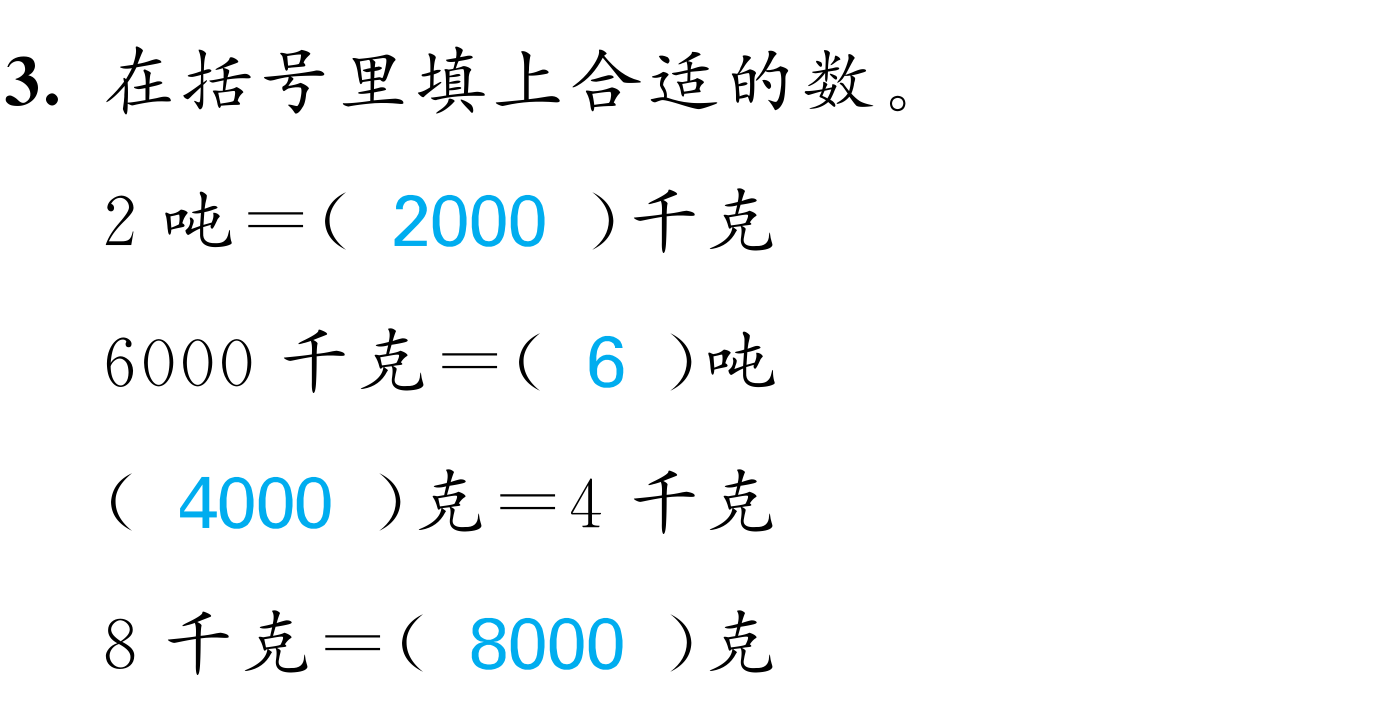 3. 在括号里填上合适的数。
2 吨=( 2000 )千克
6000 千克=( 6 )吨
( 4000 )克=4 千克
8 千克=( 8000 )克